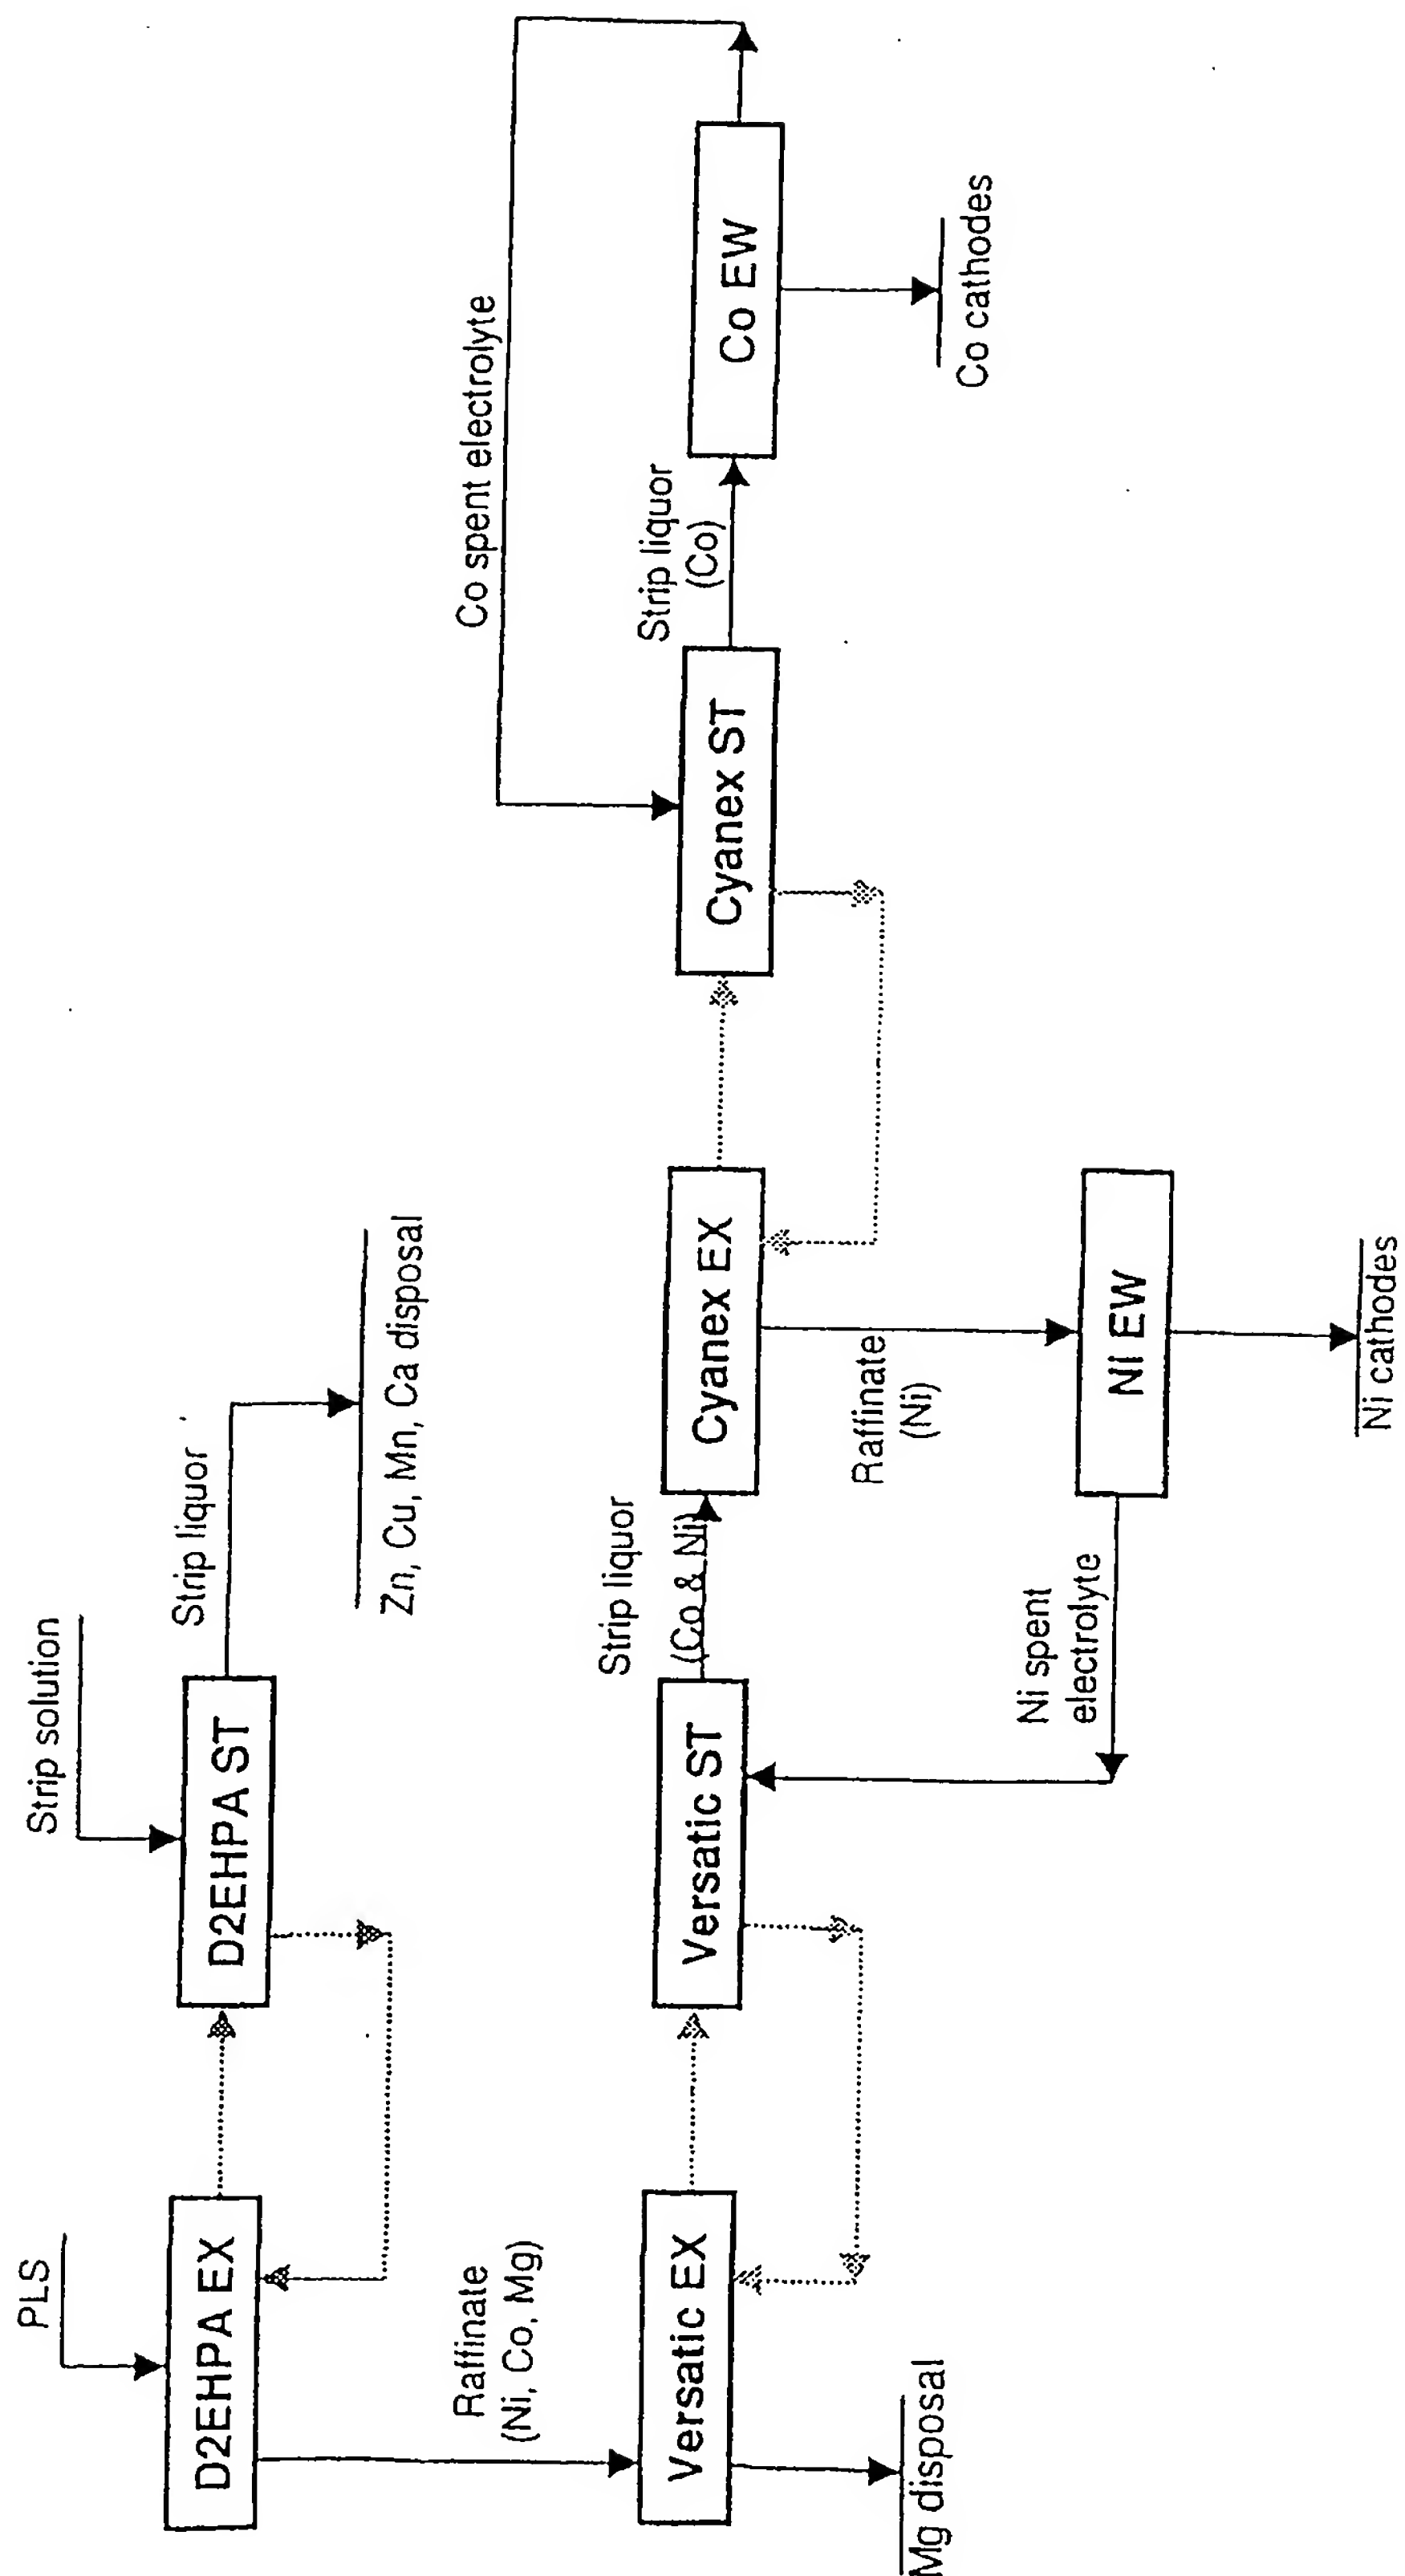 PLS
Strip solution
D2EHPA EX
D2EHPA ST
Strip liquor
Zn, Cu, Mn, Ca disposal
Raffinate
(Ni, Co, Mg)
Versatic EX
Mg disposal
Versatic ST
Strip liquor
(Co & Ni)
Cyanex EX
Raffinate
(Ni)
NI EW
Ni spent
electrolyte
Ni cathodes
Cyanex ST
Co spent electrolyte
Strip liquor
(Co)
Co EW
Co cathodes